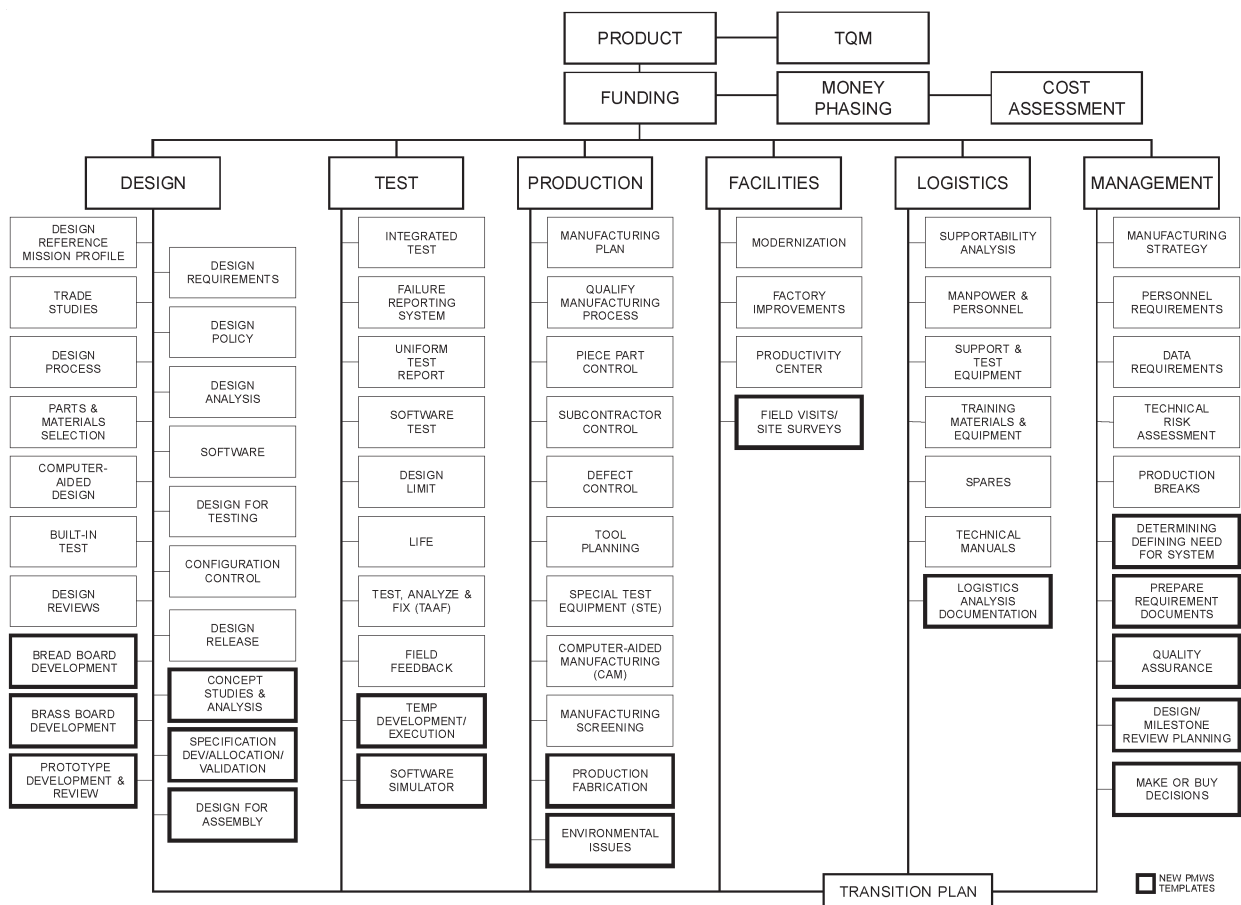 PRODUCT
TQM
FUNDING
MONEY
PHASING
COST
ASSESSMENT
DESIGN
TEST
PRODUCTION
FACILITIES
LOGISTICS
MANAGEMENT
DESIGN
REFERENCE
MISSION PROFILE
TRADE
STUDIES
DESIGN
PROCESS
PARTS &
MATERIALS
SELECTION
COMPUTER-
AIDED
DESIGN
BUILT-IN
TEST
DESIGN
REVIEWS
BREAD BOARD
DEVELOPMENT
BRASS BOARD
DEVELOPMENT
PROTOTYPE
DEVELOPMENT &
REVIEW
DESIGN
REQUIREMENTS
DESIGN
POLICY
DESIGN
ANALYSIS
SOFTWARE
DESIGN FOR
TESTING
CONFIGURATION
CONTROL
DESIGN
RELEASE
CONCEPT
STUDIES &
ANALYSIS
SPECIFICATION
DEV/ALLOCATION/
VALIDATION
DESIGN FOR
ASSEMBLY
INTEGRATED
TEST
FAILURE
REPORTING
SYSTEM
UNIFORM
TEST
REPORT
SOFTWARE
TEST
DESIGN
LIMIT
LIFE
TEST, ANALYZE &
FIX (TAAF)
FIELD
FEEDBACK
TEMP
DEVELOPMENT/
EXECUTION
SOFTWARE
SIMULATOR
MANUFACTURING
PLAN
QUALIFY
MANUFACTURING
PROCESS
PIECE PART
CONTROL
SUBCONTRACTOR
CONTROL
DEFECT
CONTROL
TOOL
PLANNING
SPECIAL TEST
EQUIPMENT (STE)
COMPUTER-AIDED
MANUFACTURING
(CAM)
MANUFACTURING
SCREENING
PRODUCTION
FABRICATION
ENVIRONMENTAL
ISSUES
MODERNIZATION
FACTORY
IMPROVEMENTS
PRODUCTIVITY
CENTER
FIELD VISITS/
SITE SURVEYS
SUPPORTABILITY
ANALYSIS
MANPOWER &
PERSONNEL
SUPPORT &
TEST
EQUIPMENT
TRAINING
MATERIALS &
EQUIPMENT
SPARES
TECHNICAL
MANUALS
LOGISTICS
ANALYSIS
DOCUMENTATION
MANUFACTURING
STRATEGY
PERSONNEL
REQUIREMENTS
DATA
REQUIREMENTS
TECHNICAL
RISK
ASSESSMENT
PRODUCTION
BREAKS
DETERMINING
DEFINING NEED
FOR SYSTEM
PREPARE
REQUIREMENT
DOCUMENTS
QUALITY
ASSURANCE
DESIGN/
MILESTONE
REVIEW PLANNING
MAKE OR BUY
DECISIONS
TRANSITION PLAN
NEW PMWS
TEMPLATES